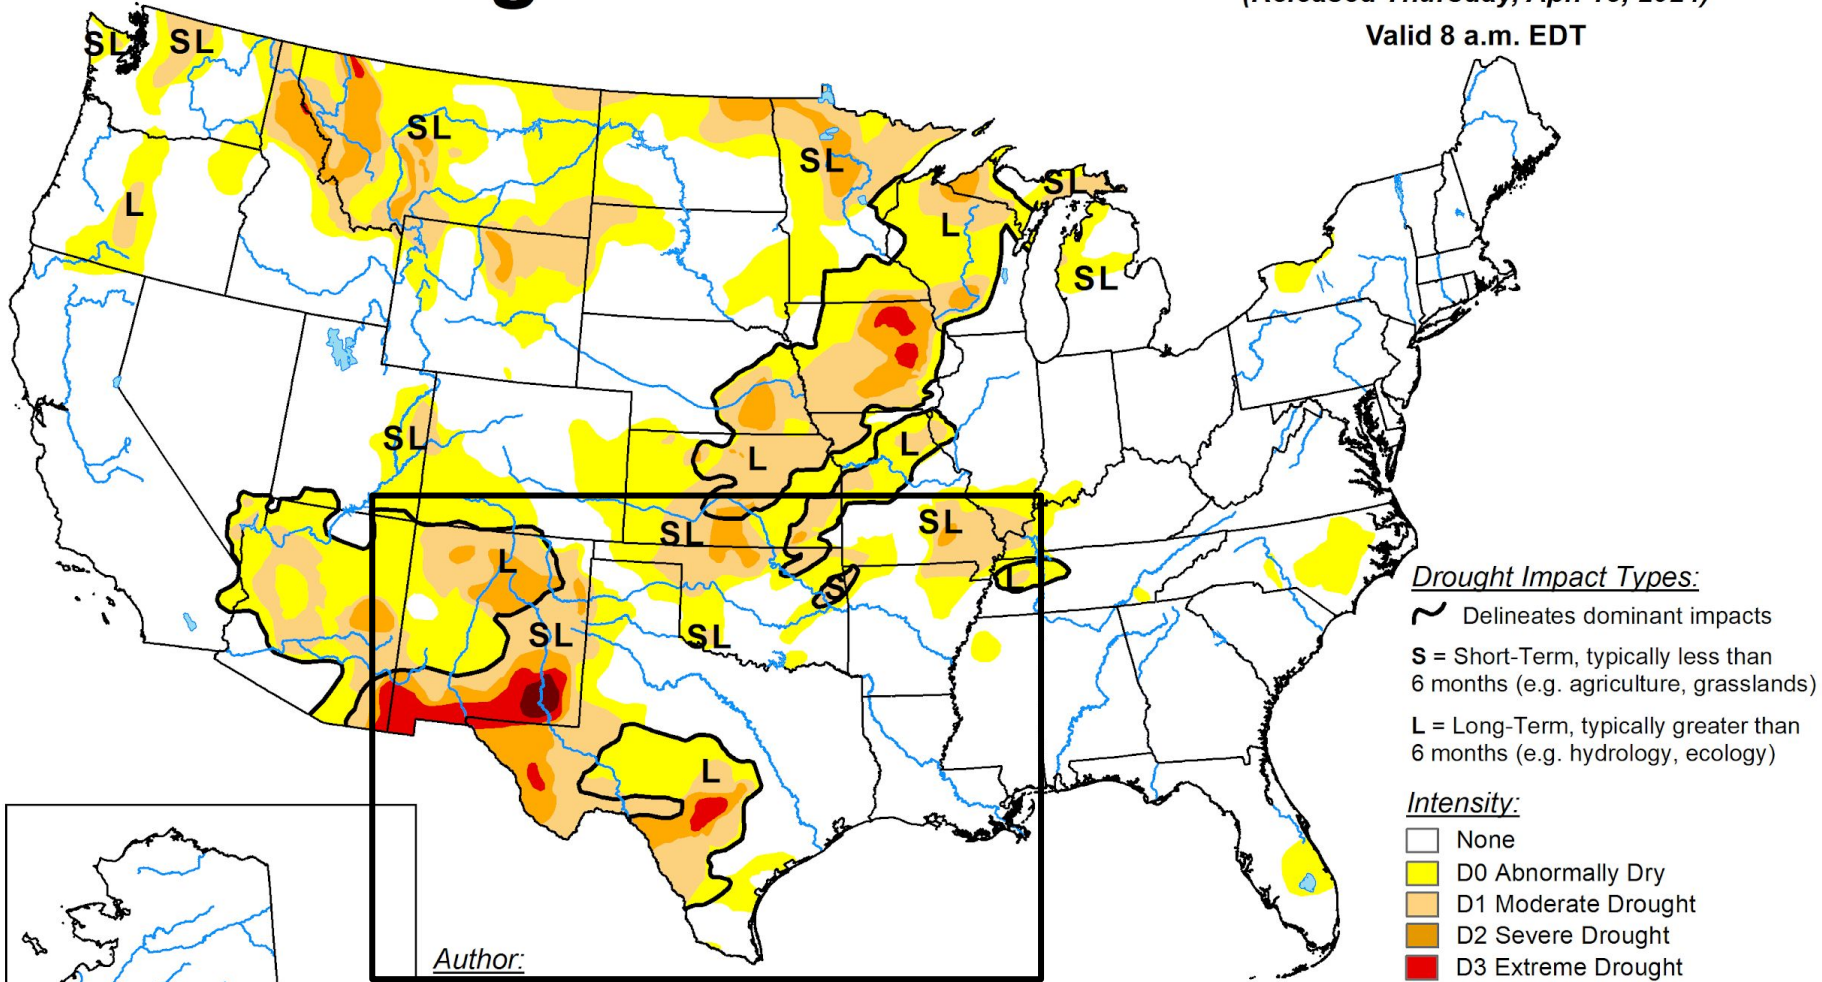 Valid 8 a.m. EDT
SL
SL
SL
SL
SL
L
L
SL
SL
L
L
SL
SL
L
S
L
SL
SL
L
Drought Impact Types:
Delineates dominant impacts
S = Short-Term, typically less than
6 months (e.g. agriculture, grasslands)
L = Long-Term, typically greater than
6 months (e.g. hydrology, ecology)
Intensity:
None
D0 Abnormally Dry
D1 Moderate Drought
D2 Severe Drought
D3 Extreme Drought
Author: